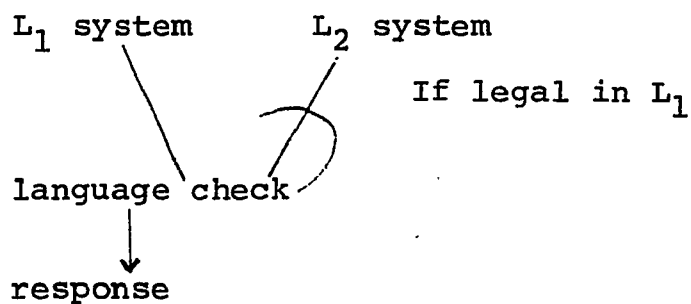 L₁ system L₂ system
If legal in L₁
language check
response